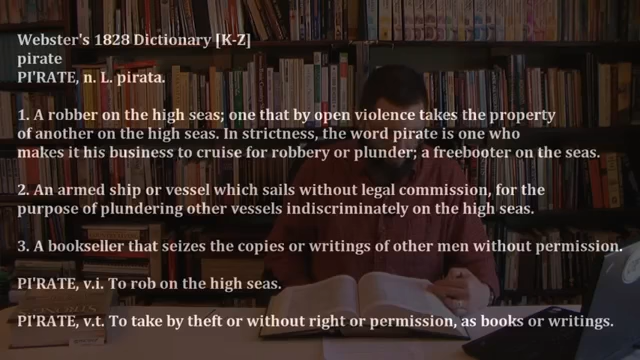 Webster's 1828 Dictionary [K-Z]
pirate
PI'RATE, n. L. pirata.
1. A robber on the high seas; one that by open violence takes the property
of another on the high seas. In strictness, the word pirate is one who
makes it his business to cruise for robbery or plunder; a freebooter on the seas.
2. An armed ship or vessel which sails without legal commission, for the
purpose of plundering other vessels indiscriminately on the high seas.
3. A bookseller that seizes the copies or writings of other men without permission.
PI'RATE, v.i. To rob on the high seas.
PI'RATE, v.t. To take by theft or without right or permission, as books or writings.